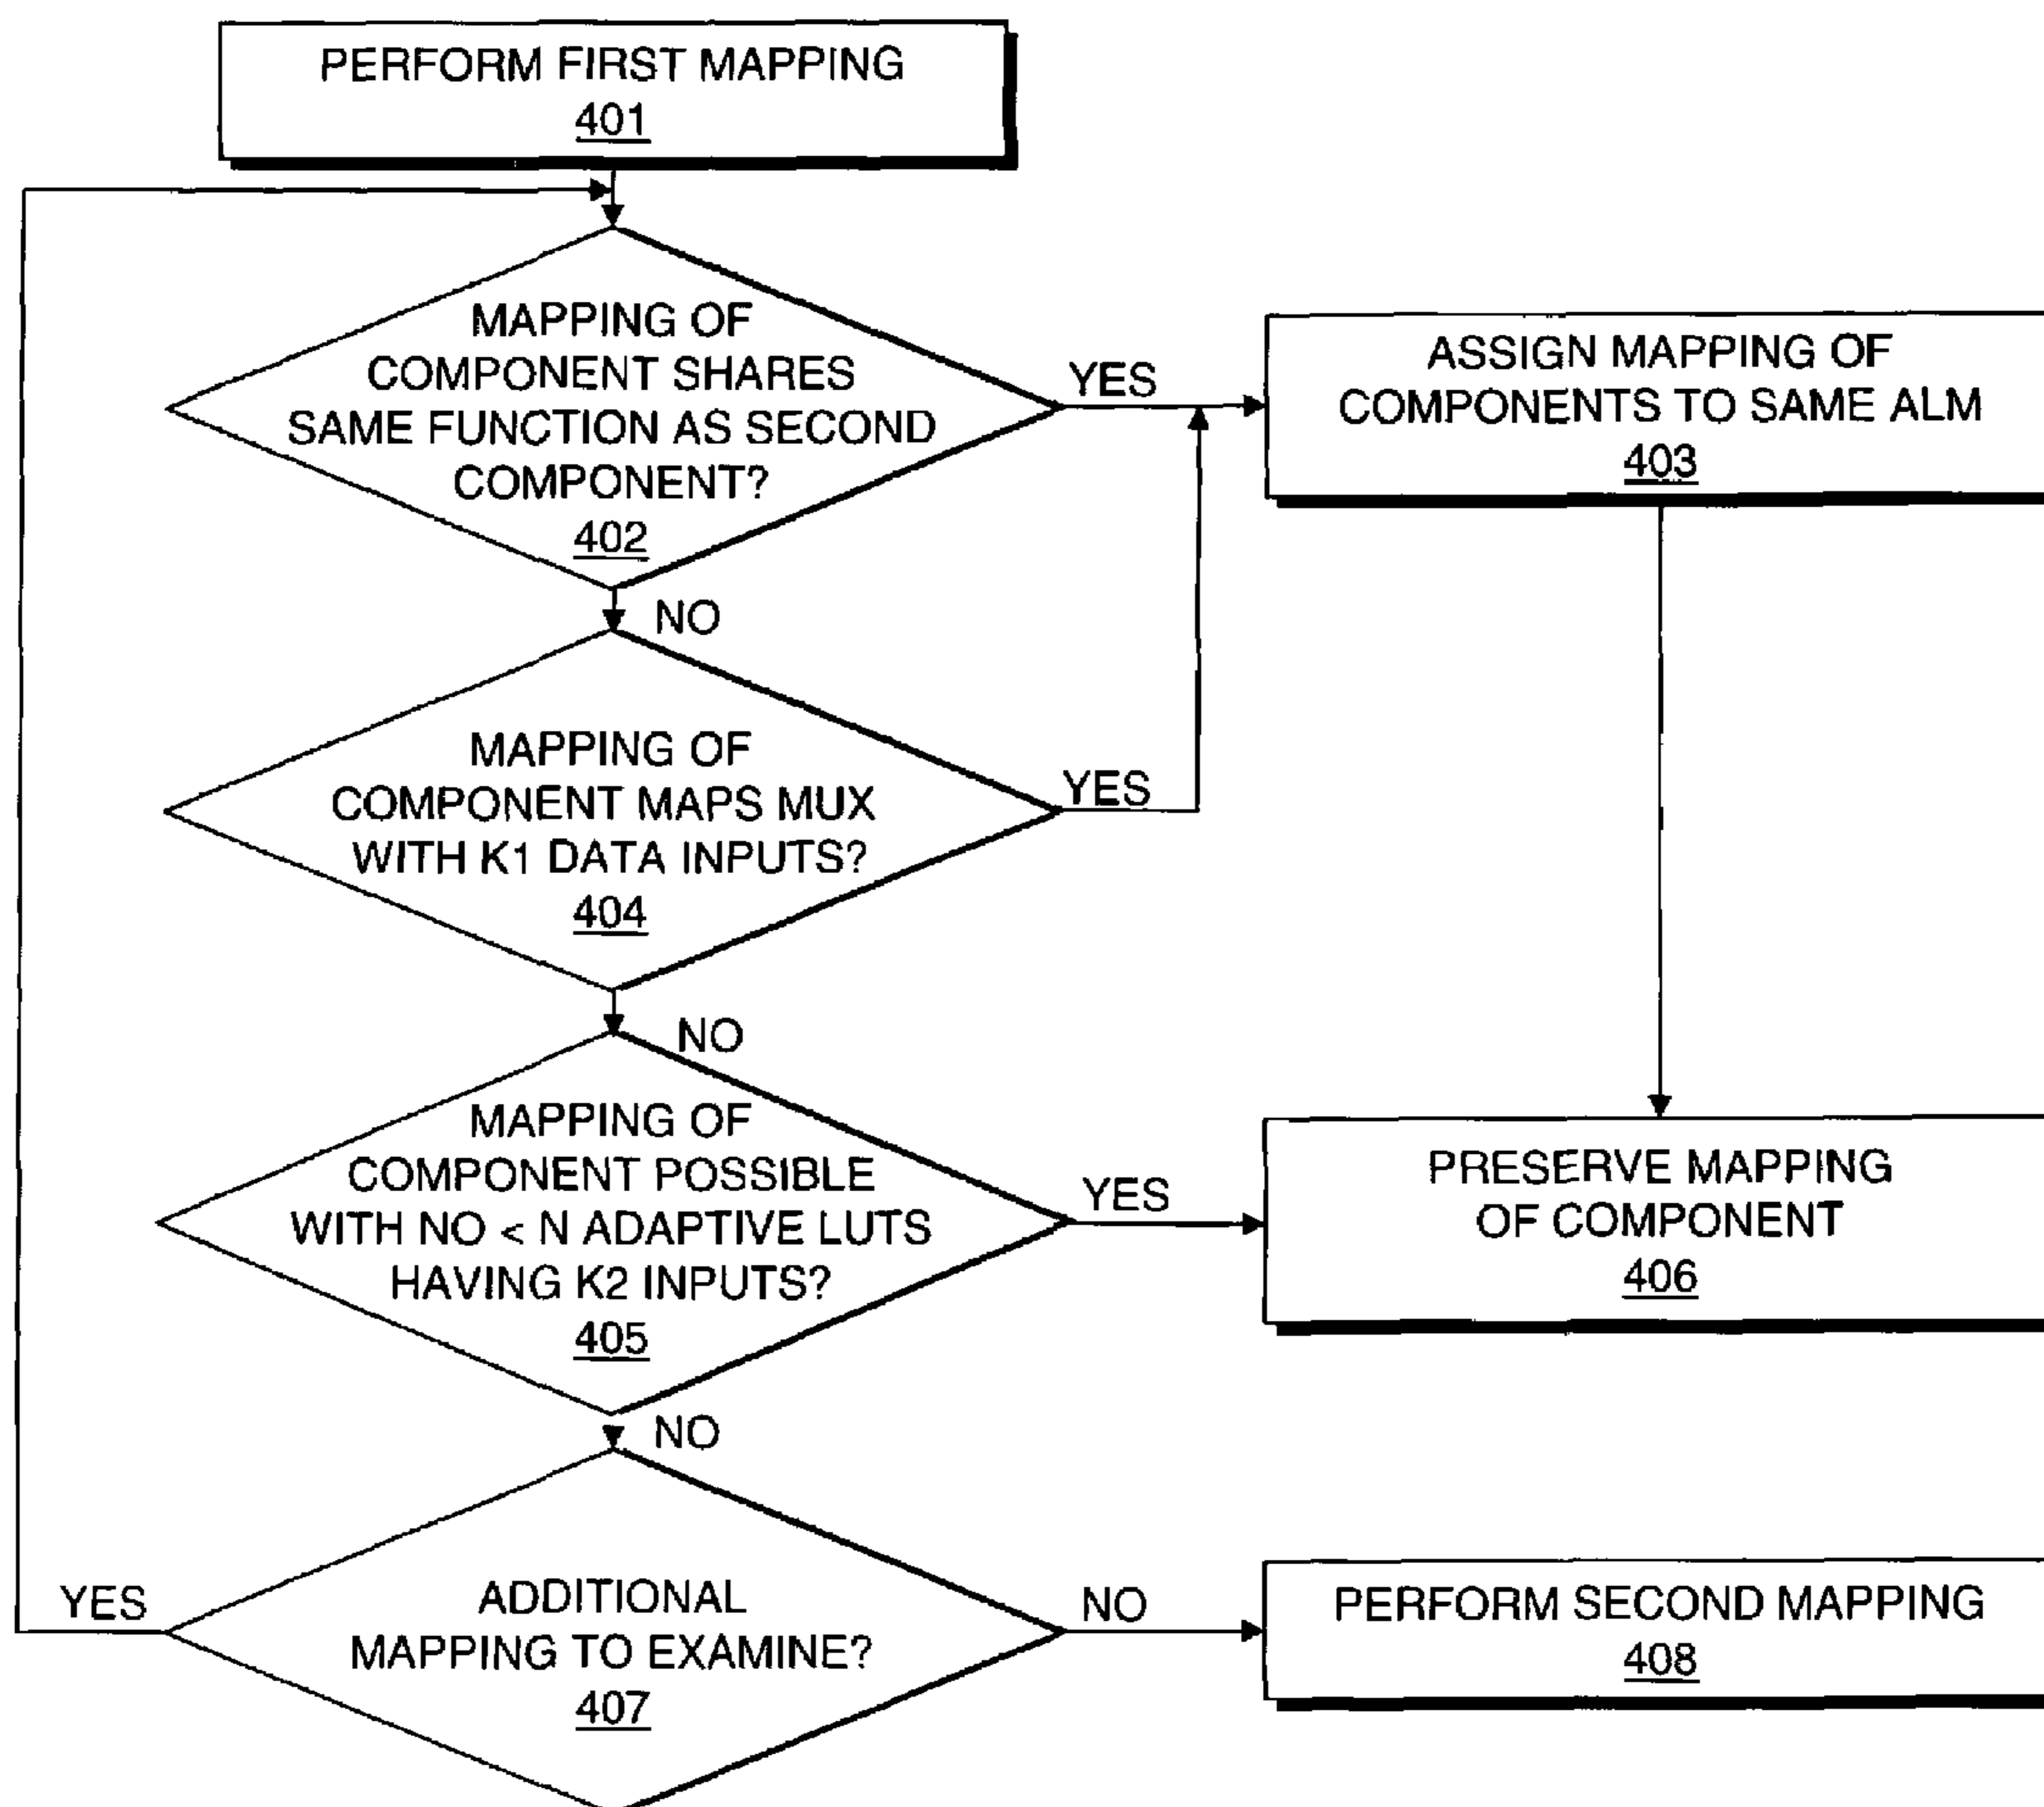 PERFORM FIRST MAPPING
401
MAPPING OF
COMPONENT SHARES
SAME FUNCTION AS SECOND
COMPONENT?
402
YES
ASSIGN MAPPING OF
COMPONENTS TO SAME ALM
403
NO
MAPPING OF
COMPONENT MAPS MUX
WITH K1 DATA INPUTS?
404
YES
NO
MAPPING OF
COMPONENT POSSIBLE
WITH NO < N ADAPTIVE LUTS
HAVING K2 INPUTS?
405
YES
PRESERVE MAPPING
OF COMPONENT
406
NO
ADDITIONAL
MAPPING TO EXAMINE?
407
YES
NO
PERFORM SECOND MAPPING
408